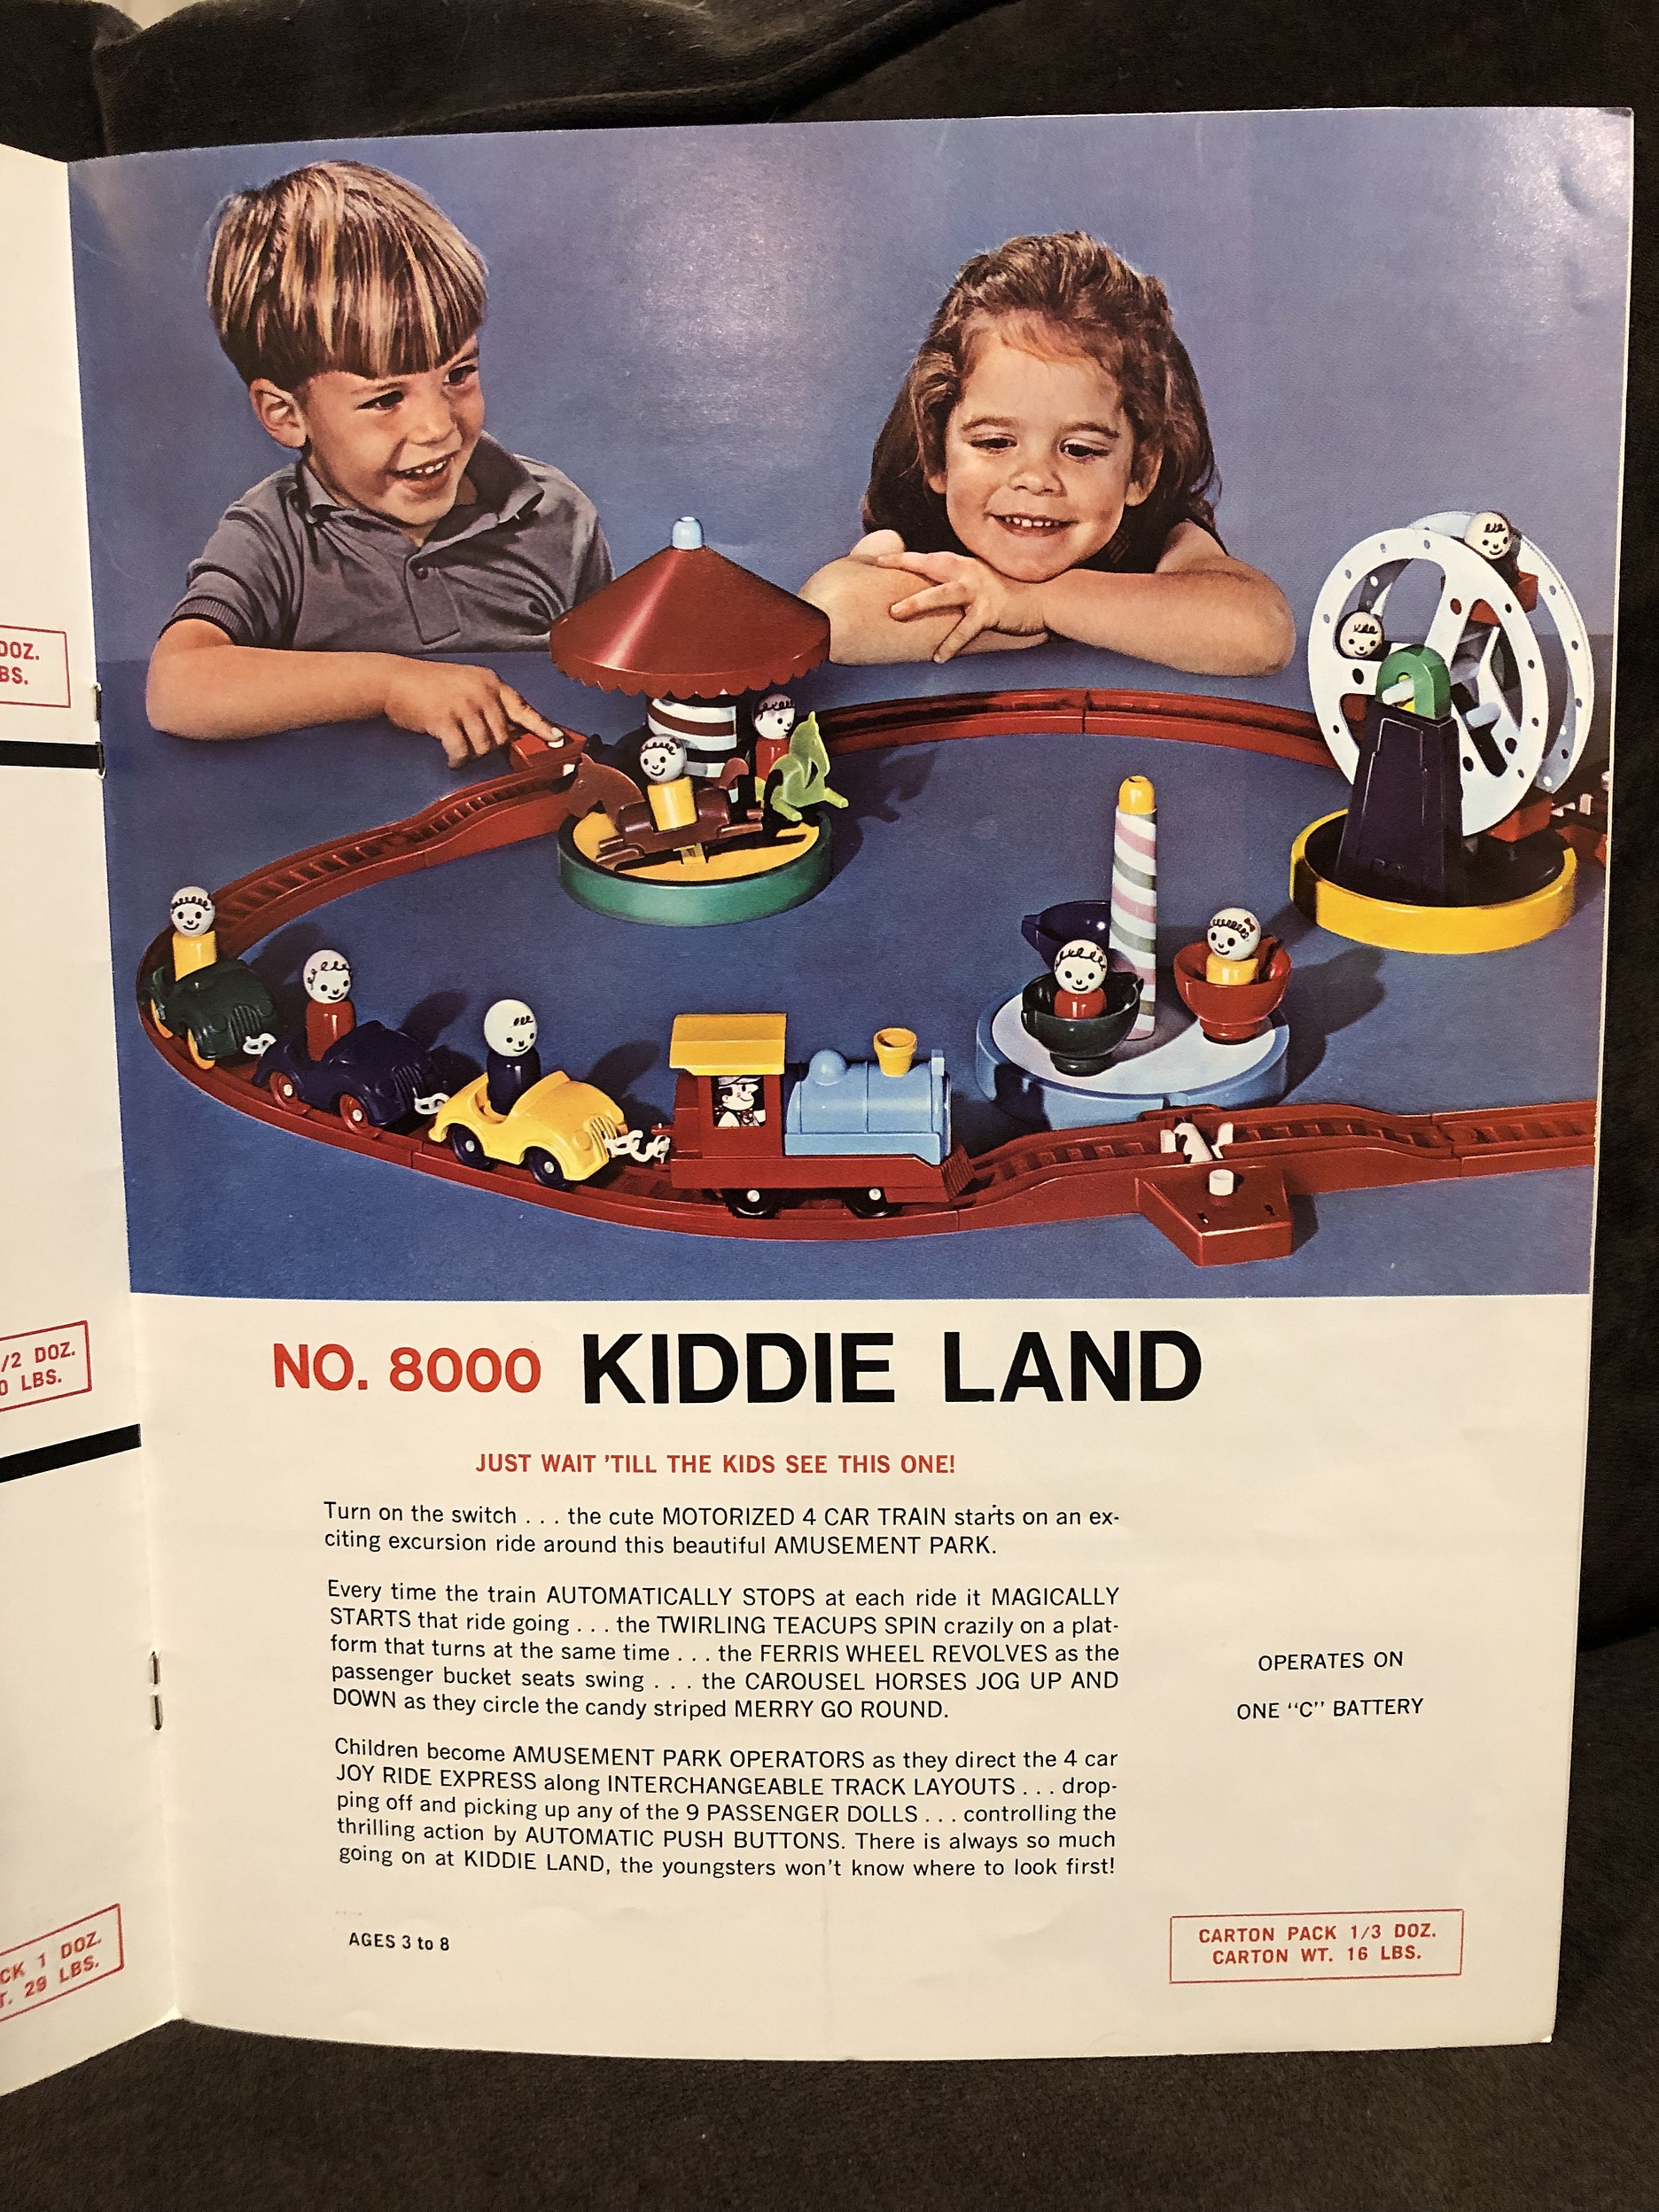 DOZ.
BS.
/2 DOZ.
0 LBS.
CK 1 DOZ.
T. 29 LBS.
NO. 8000 KIDDIE LAND
JUST WAIT 'TILL THE KIDS SEE THIS ONE!
Turn on the switch . . . the cute MOTORIZED 4 CAR TRAIN starts on an ex-
citing excursion ride around this beautiful AMUSEMENT PARK.
Every time the train AUTOMATICALLY STOPS at each ride it MAGICALLY
STARTS that ride going . . . the TWIRLING TEACUPS SPIN crazily on a plat-
form that turns at the same time . . . the FERRIS WHEEL REVOLVES as the
passenger bucket seats swing . . . the CAROUSEL HORSES JOG UP AND
DOWN as they circle the candy striped MERRY GO ROUND.
Children become AMUSEMENT PARK OPERATORS as they direct the 4 car
JOY RIDE EXPRESS along INTERCHANGEABLE TRACK LAYOUTS . . . drop-
ping off and picking up any of the 9 PASSENGER DOLLS . . . controlling the
thrilling action by AUTOMATIC PUSH BUTTONS. There is always so much
going on at KIDDIE LAND, the youngsters won't know where to look first!
OPERATES ON
ONE "C" BATTERY
AGES 3 to 8
CARTON PACK 1/3 DOZ.
CARTON WT. 16 LBS.